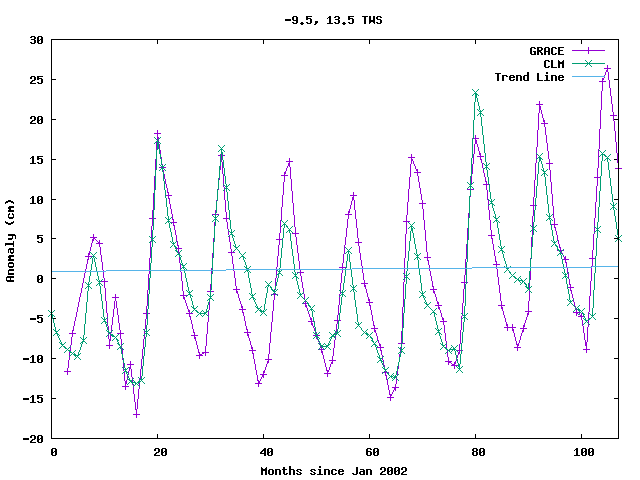 -9.5, 13.5 TWS
GRACE
CLM
Trend Line
30
25
20
15
10
5
0
-5
-10
-15
-20
Anomaly (cm)
0 20 40 60 80 100
Months since Jan 2002